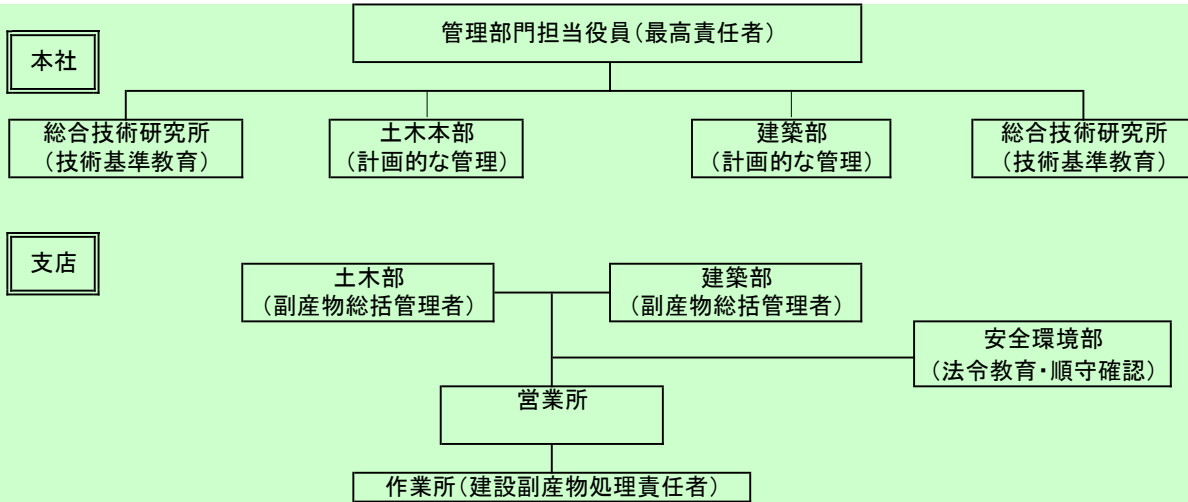 管理部門担当役員（最高責任者）
本社
総合技術研究所
（技術基準教育）
土木本部
（計画的な管理）
建築部
（計画的な管理）
総合技術研究所
（技術基準教育）
支店
土木部
（副産物総括管理者）
建築部
（副産物総括管理者）
安全環境部
（法令教育・順守確認）
営業所
作業所（建設副産物処理責任者）